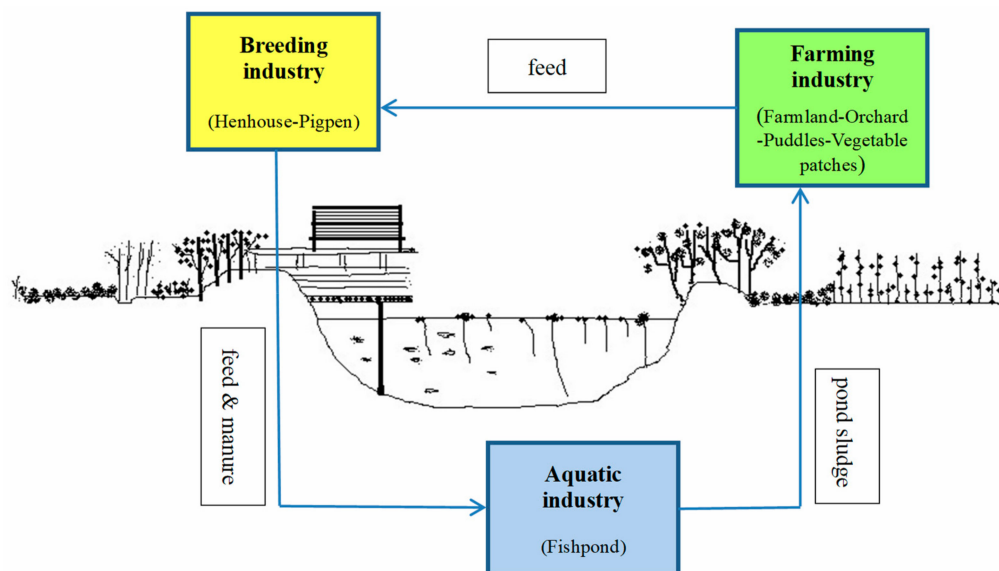 Breeding
industry
(Henhouse-Pigpen)
feed
Farming
industry
(Farmland-Orchard
-Puddles-Vegetable
patches)
feed & manure
pond sludge
Aquatic
industry
(Fishpond)